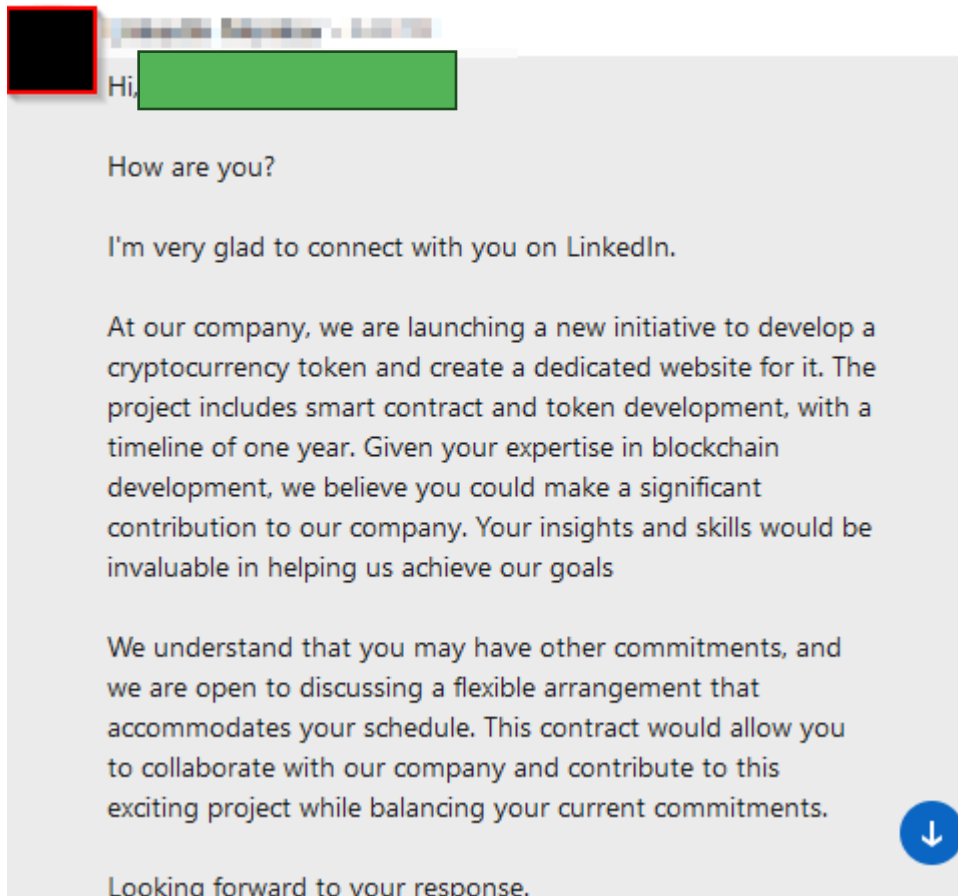 Hi,
How are you?
I'm very glad to connect with you on LinkedIn.
At our company, we are launching a new initiative to develop a
cryptocurrency token and create a dedicated website for it. The
project includes smart contract and token development, with a
timeline of one year. Given your expertise in blockchain
development, we believe you could make a significant
contribution to our company. Your insights and skills would be
invaluable in helping us achieve our goals
We understand that you may have other commitments, and
we are open to discussing a flexible arrangement that
accommodates your schedule. This contract would allow you
to collaborate with our company and contribute to this
exciting project while balancing your current commitments.
Looking forward to your response.